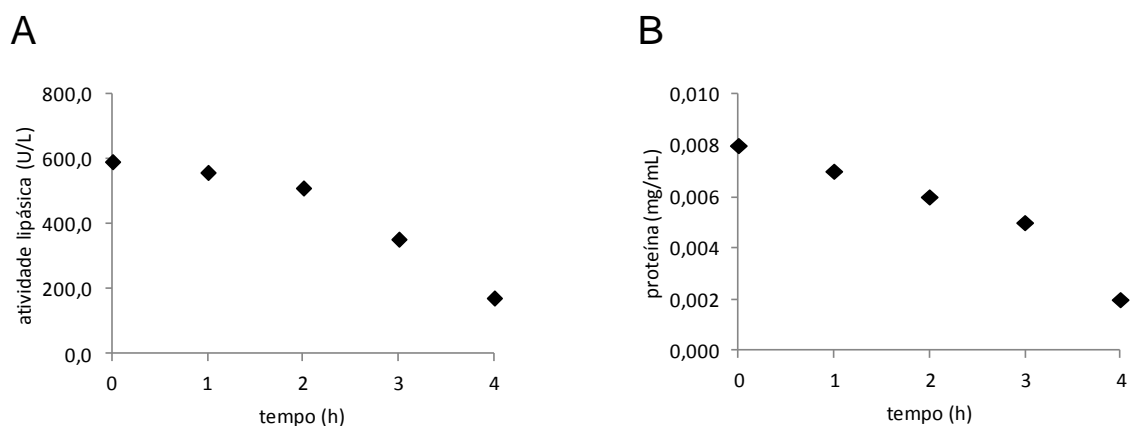 A
800,0
600,0
400,0
200,0
0,0
atividade lipásica (U/L)
0 1 2 3 4
tempo (h)
B
0,010
0,008
0,006
0,004
0,002
0,000
proteína (mg/mL)
0 1 2 3 4
tempo (h)